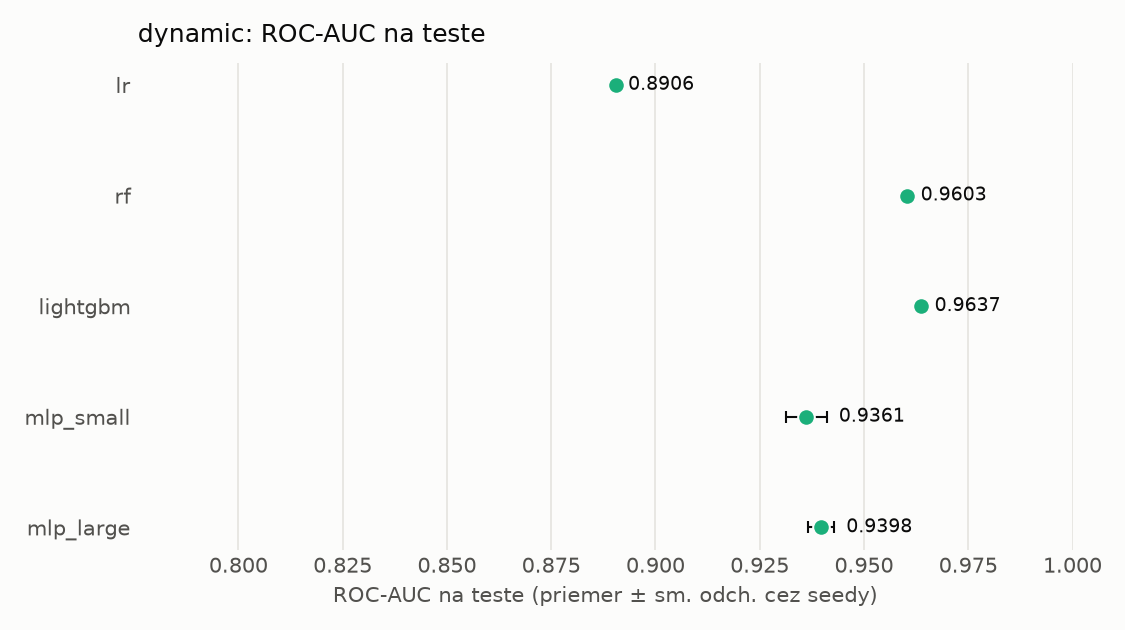 dynamic: ROC-AUC na teste
lr
0.8906
rf
0.9603
lightgbm
0.9637
mlp_small
0.9361
mlp_large
0.9398
0.800 0.825 0.850 0.875 0.900 0.925 0.950 0.975 1.000
ROC-AUC na teste (priemer ± sm. odch. cez seedy)